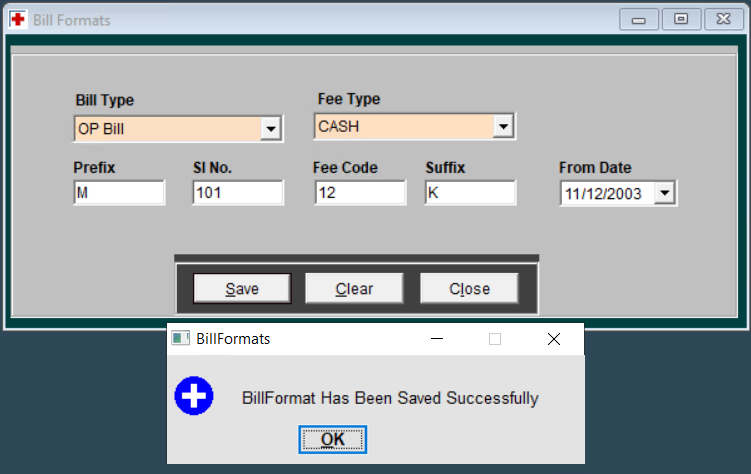 Bill Formats
Bill Type Fee Type
OP Bill CASH
Prefix Sl No. Fee Code Suffix From Date
M 101 12 K 11/12/2003
Save Clear Close
BillFormats
BillFormat Has Been Saved Successfully
OK